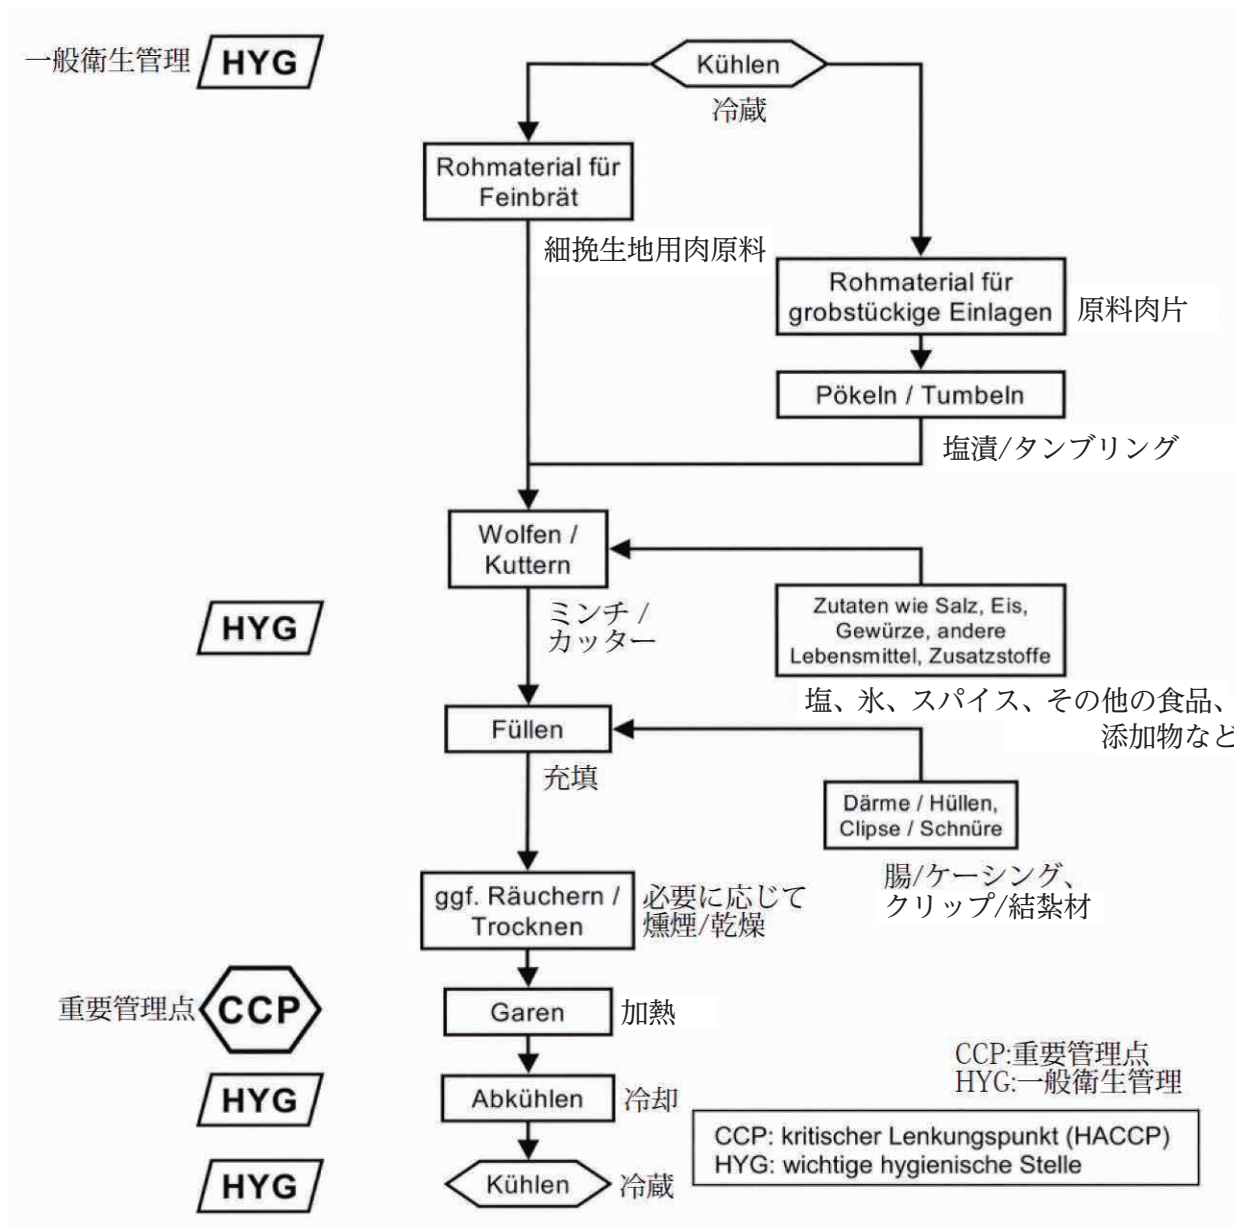 一般衛生管理
HYG
Kühlen
冷蔵
Rohmaterial für
Feinbrät
細挽生地用肉原料
Rohmaterial für
grobstückige Einlagen
原料肉片
Pökeln / Tumbeln
塩漬/タンブリング
Wolfen /
Kuttern
ミンチ /
カッター
HYG
Zutaten wie Salz, Eis,
Gewürze, andere
Lebensmittel, Zusatzstoffe
塩、氷、スパイス、その他の食品、
添加物など
Füllen
充填
Därme / Hüllen,
Clipse / Schnüre
腸/ケーシング、
クリップ/結紮材
ggf. Räuchern /
Trocknen
必要に応じて
燻煙/乾燥
重要管理点
CCP
Garen
加熱
HYG
Abkühlen
冷却
HYG
Kühlen
冷蔵
CCP:重要管理点
HYG:一般衛生管理
CCP: kritischer Lenkungspunkt (HACCP)
HYG: wichtige hygienische Stelle